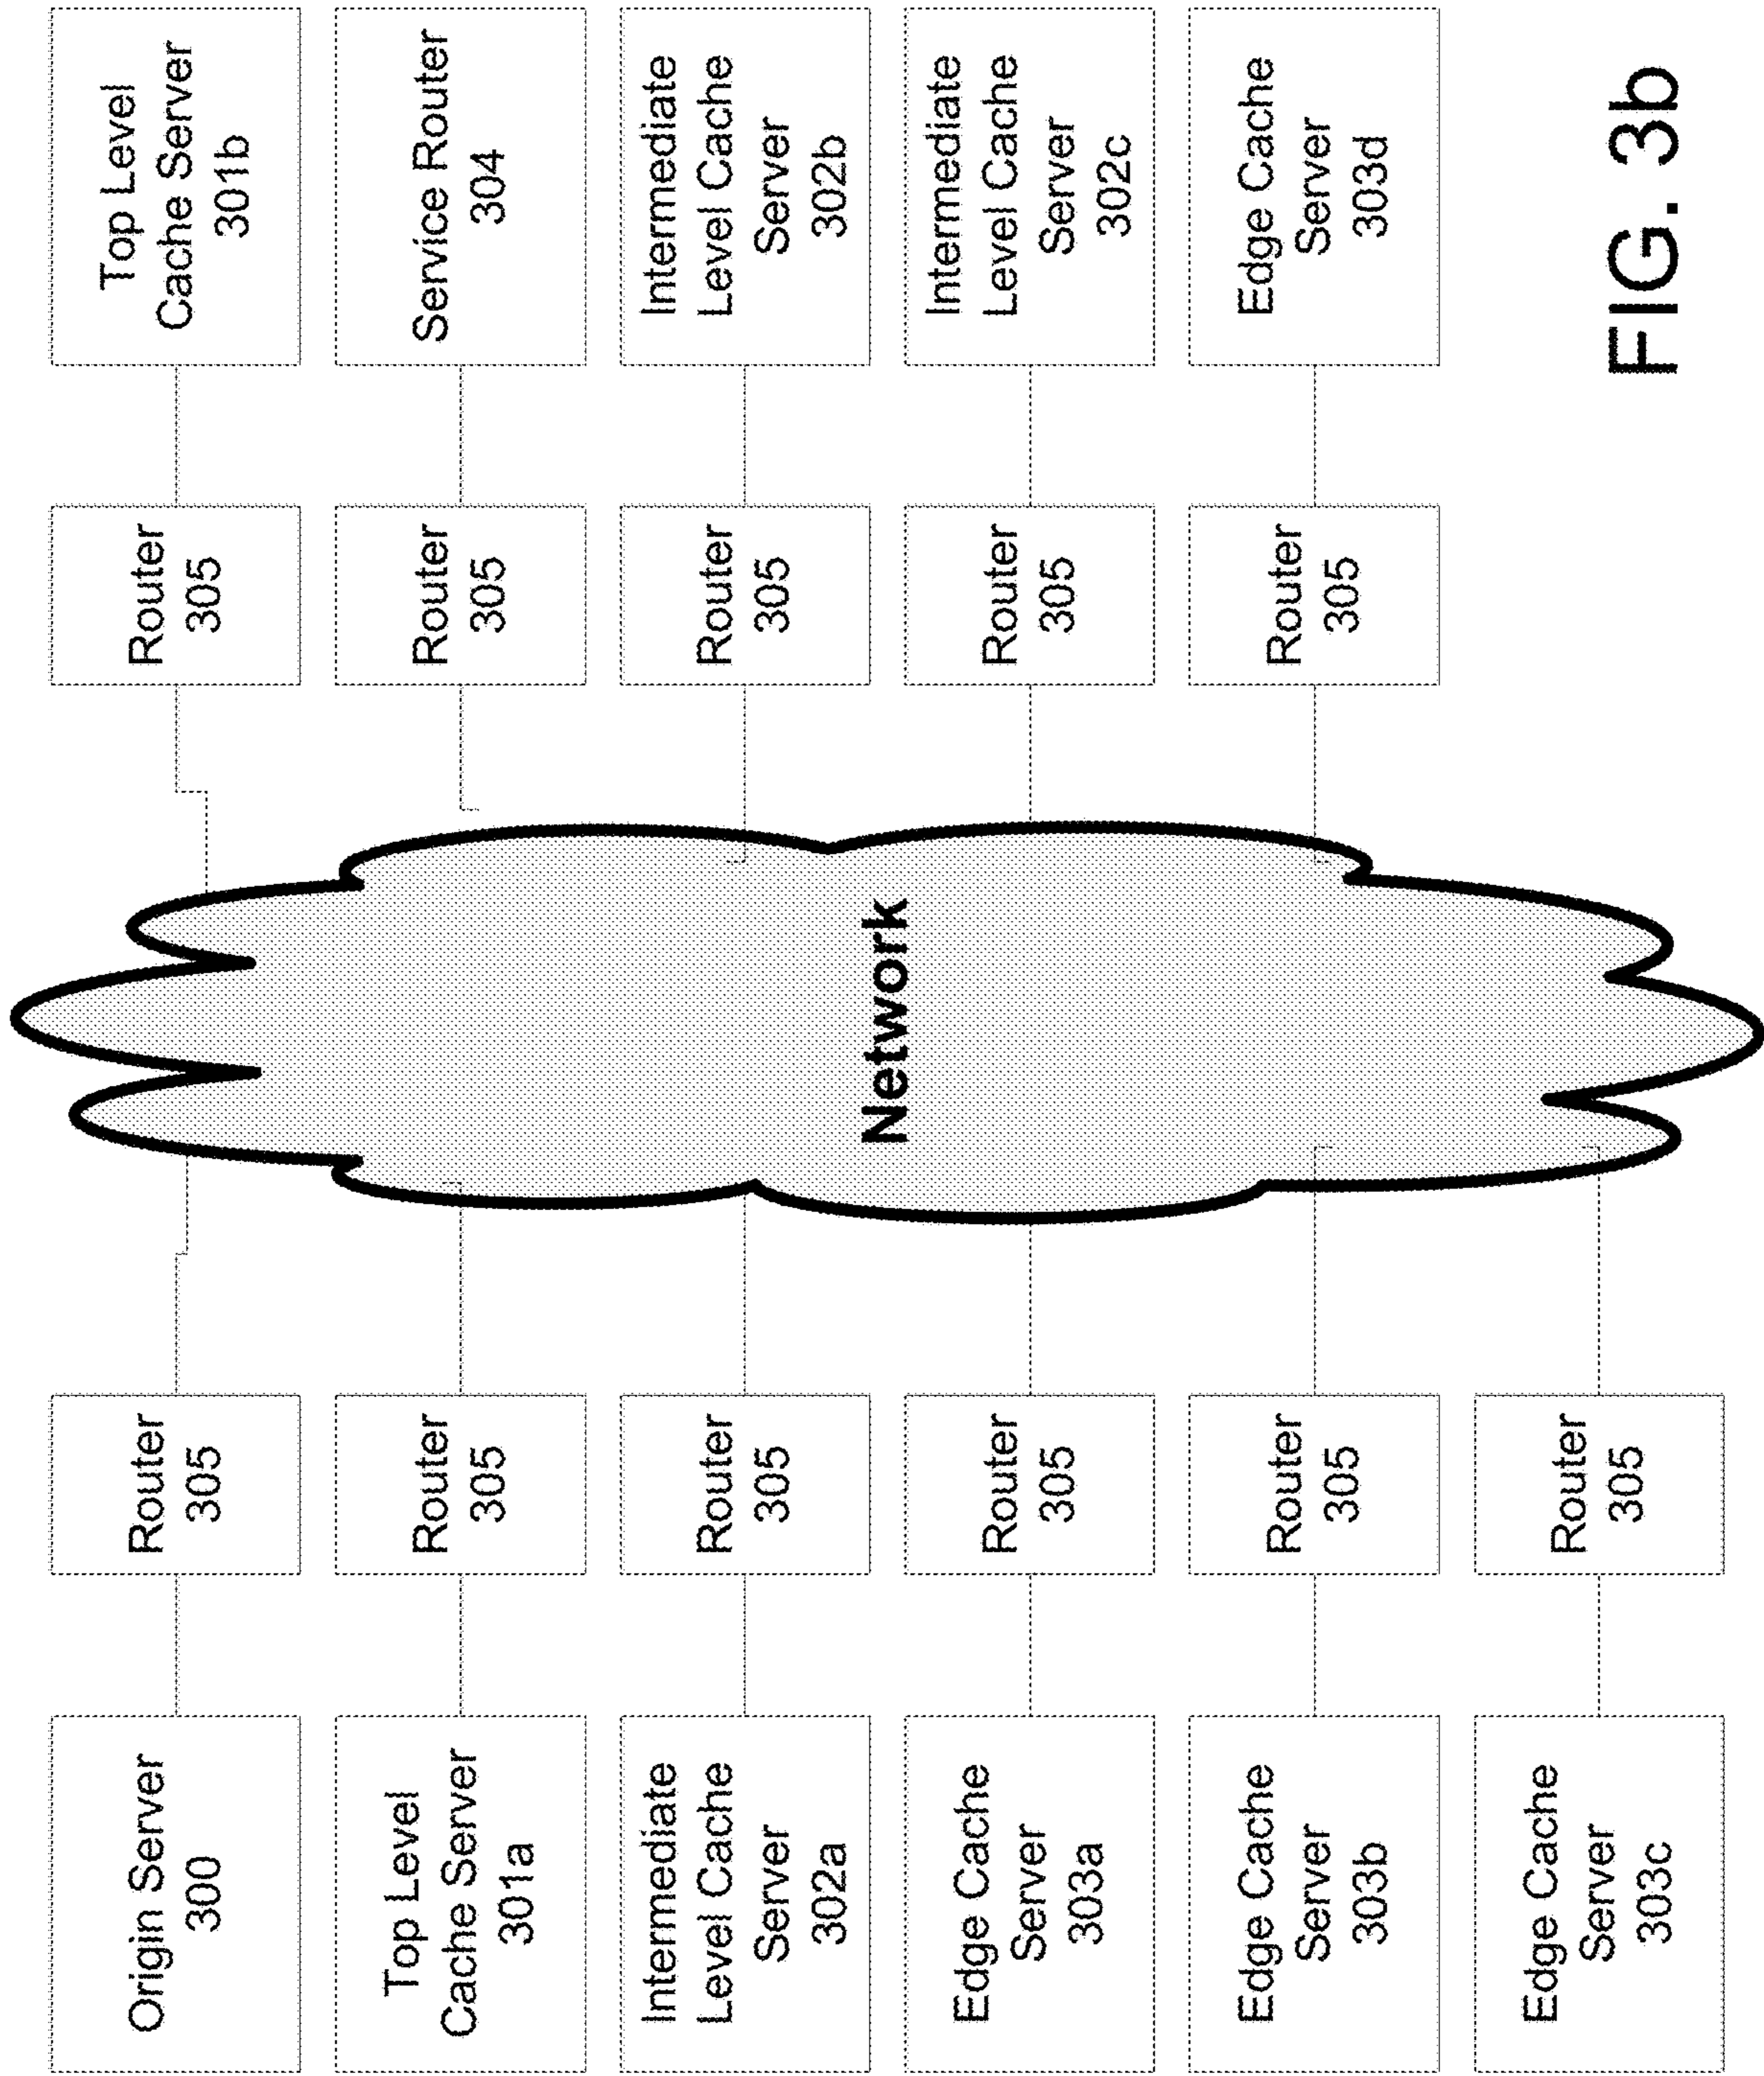 Origin Server
300
Router
305
Router
305
Top Level
Cache Server
301b
Top Level
Cache Server
301a
Router
305
Router
305
Service Router
304
Intermediate
Level Cache
Server
302a
Router
305
Router
305
Intermediate
Level Cache
Server
302b
Network
Edge Cache
Server
303a
Router
305
Router
305
Intermediate
Level Cache
Server
302c
Edge Cache
Server
303b
Router
305
Router
305
Edge Cache
Server
303d
Edge Cache
Server
303c
Router
305
FIG. 3b